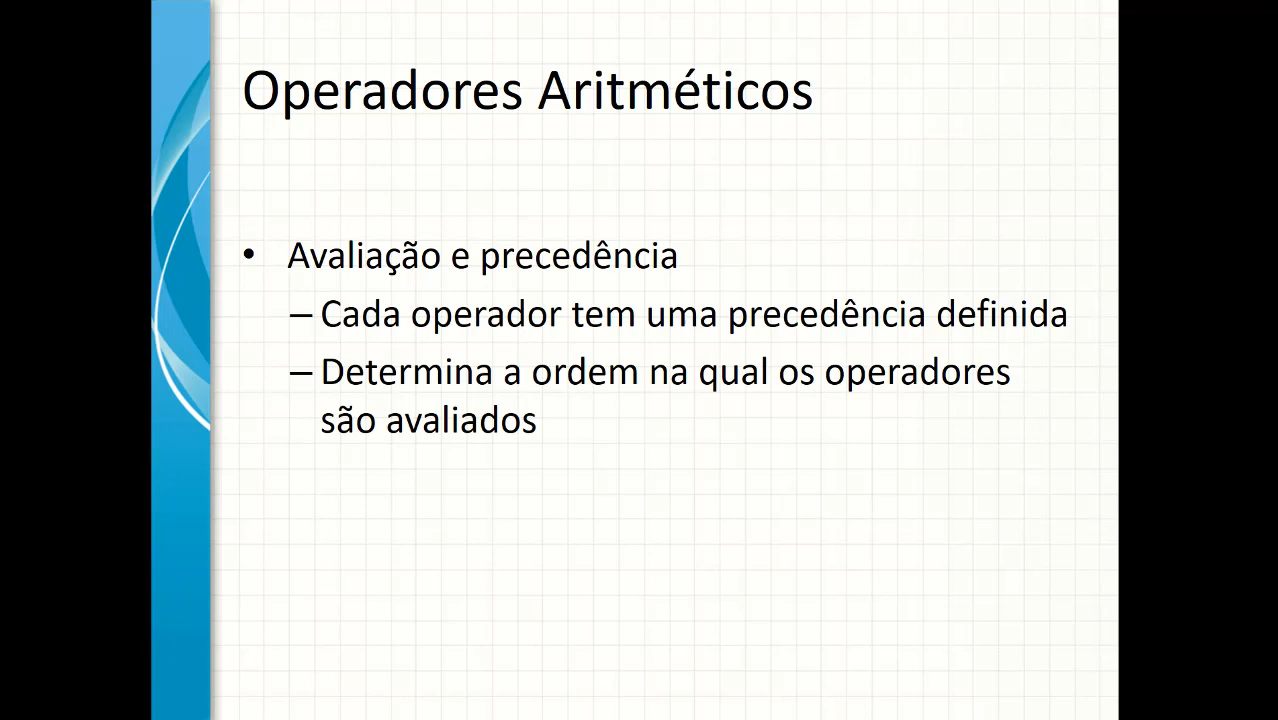 Operadores Aritméticos
• Avaliação e precedência
– Cada operador tem uma precedência definida
– Determina a ordem na qual os operadores
são avaliados